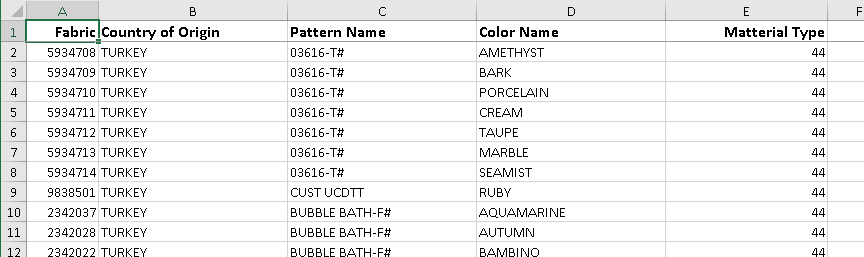 A B C D E F
1 Fabric Country of Origin Pattern Name Color Name Matterial Type
2 5934708 TURKEY 03616-T# AMETHYST 44
3 5934709 TURKEY 03616-T# BARK 44
4 5934710 TURKEY 03616-T# PORCELAIN 44
5 5934711 TURKEY 03616-T# CREAM 44
6 5934712 TURKEY 03616-T# TAUPE 44
7 5934713 TURKEY 03616-T# MARBLE 44
8 5934714 TURKEY 03616-T# SEAMIST 44
9 9838501 TURKEY CUST UCDTT RUBY 44
10 2342037 TURKEY BUBBLE BATH-F# AQUAMARINE 44
11 2342028 TURKEY BUBBLE BATH-F# AUTUMN 44
12 2342022 TURKEY BUBBLE BATH-F# BAMBINO 44